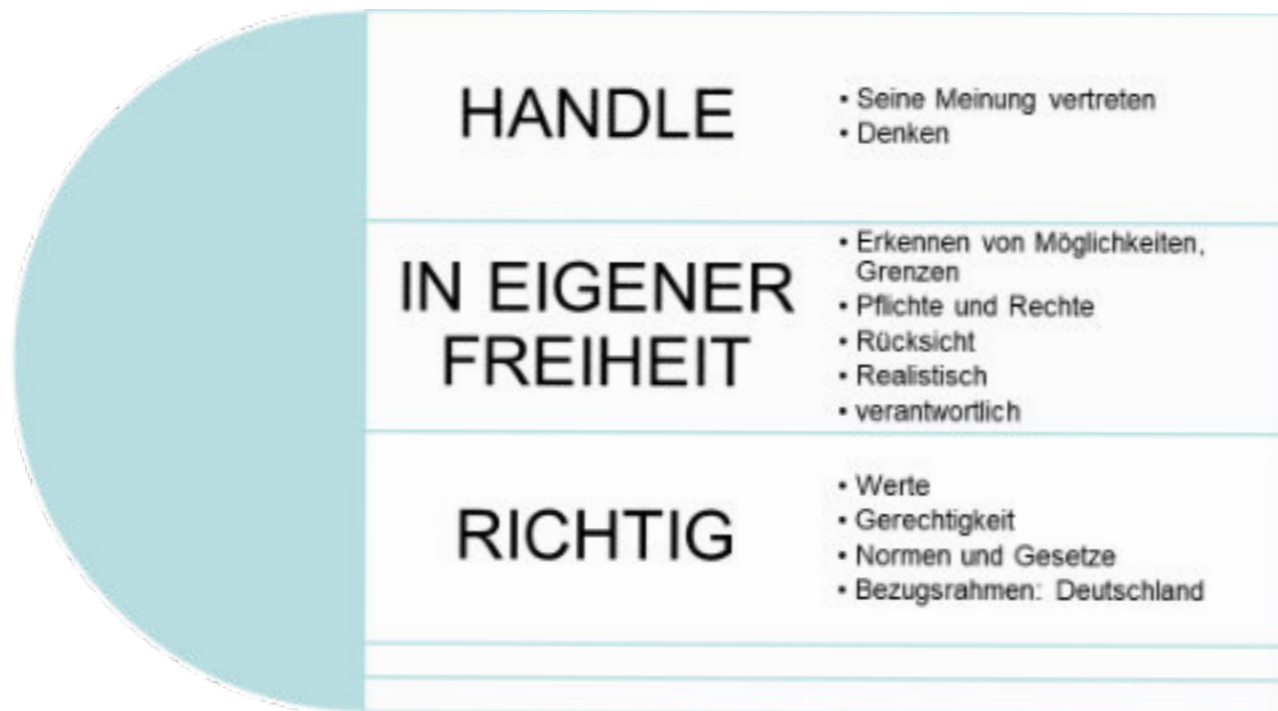 HANDLE
• Seine Meinung vertreten
• Denken
IN EIGENER
FREIHEIT
• Erkennen von Möglichkeiten,
Grenzen
• Pflichte und Rechte
• Rücksicht
• Realistisch
• verantwortlich
RICHTIG
• Werte
• Gerechtigkeit
• Normen und Gesetze
• Bezugsrahmen: Deutschland